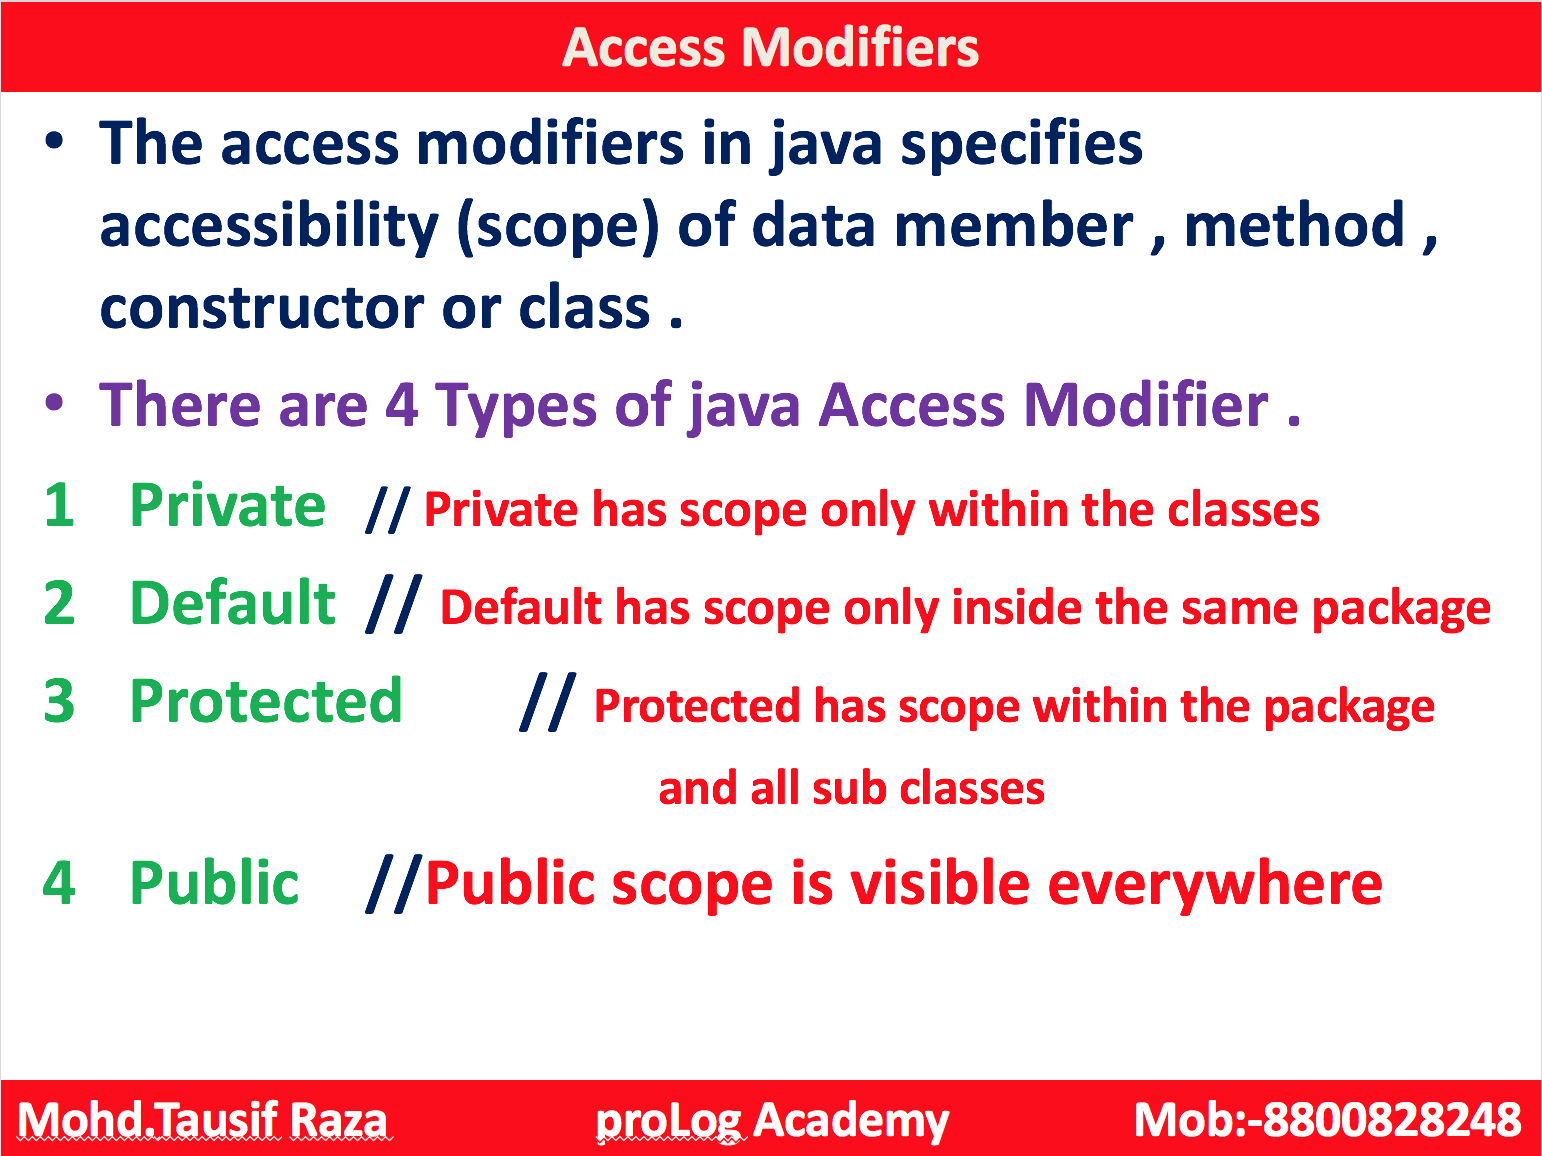 Access Modifiers
• The access modifiers in java specifies
accessibility (scope) of data member , method ,
constructor or class .
• There are 4 Types of java Access Modifier .
1 Private // Private has scope only within the classes
2 Default // Default has scope only inside the same package
3 Protected // Protected has scope within the package
and all sub classes
4 Public //Public scope is visible everywhere
Mohd.Tausif Raza proLog Academy Mob:-8800828248